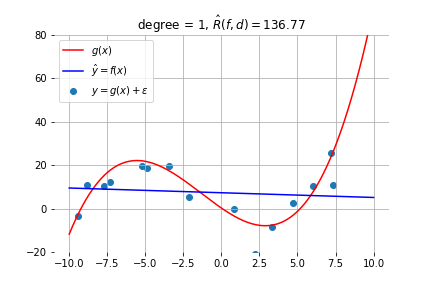 degree = 1, R̂(f, d) = 136.77
g(x)
ŷ = f(x)
y = g(x) + ε
80
60
40
20
0
−20
−10.0 −7.5 −5.0 −2.5 0.0 2.5 5.0 7.5 10.0